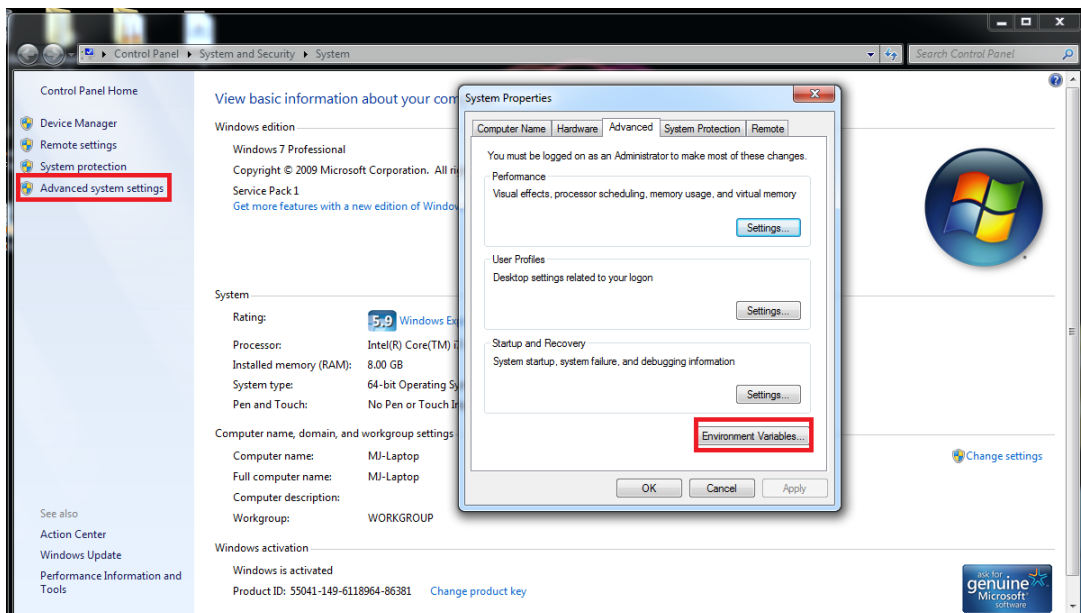 Control Panel ▸ System and Security ▸ System
Search Control Panel
Control Panel Home
Device Manager
Remote settings
System protection
Advanced system settings
See also
Action Center
Windows Update
Performance Information and
Tools
View basic information about your com
Windows edition
Windows 7 Professional
Copyright © 2009 Microsoft Corporation. All ri
Service Pack 1
Get more features with a new edition of Window
System
Rating:
5,9 Windows Ex
Processor: Intel(R) Core(TM) i
Installed memory (RAM): 8.00 GB
System type: 64-bit Operating Sy
Pen and Touch: No Pen or Touch In
Computer name, domain, and workgroup settings
Computer name: MJ-Laptop
Change settings
Full computer name: MJ-Laptop
Computer description:
Workgroup: WORKGROUP
Windows activation
Windows is activated
Product ID: 55041-149-6118964-86381 Change product key
ask for
genuine
Microsoft
software
System Properties
Computer Name Hardware Advanced System Protection Remote
You must be logged on as an Administrator to make most of these changes.
Performance
Visual effects, processor scheduling, memory usage, and virtual memory
Settings...
User Profiles
Desktop settings related to your logon
Settings...
Startup and Recovery
System startup, system failure, and debugging information
Settings...
Environment Variables...
OK Cancel Apply